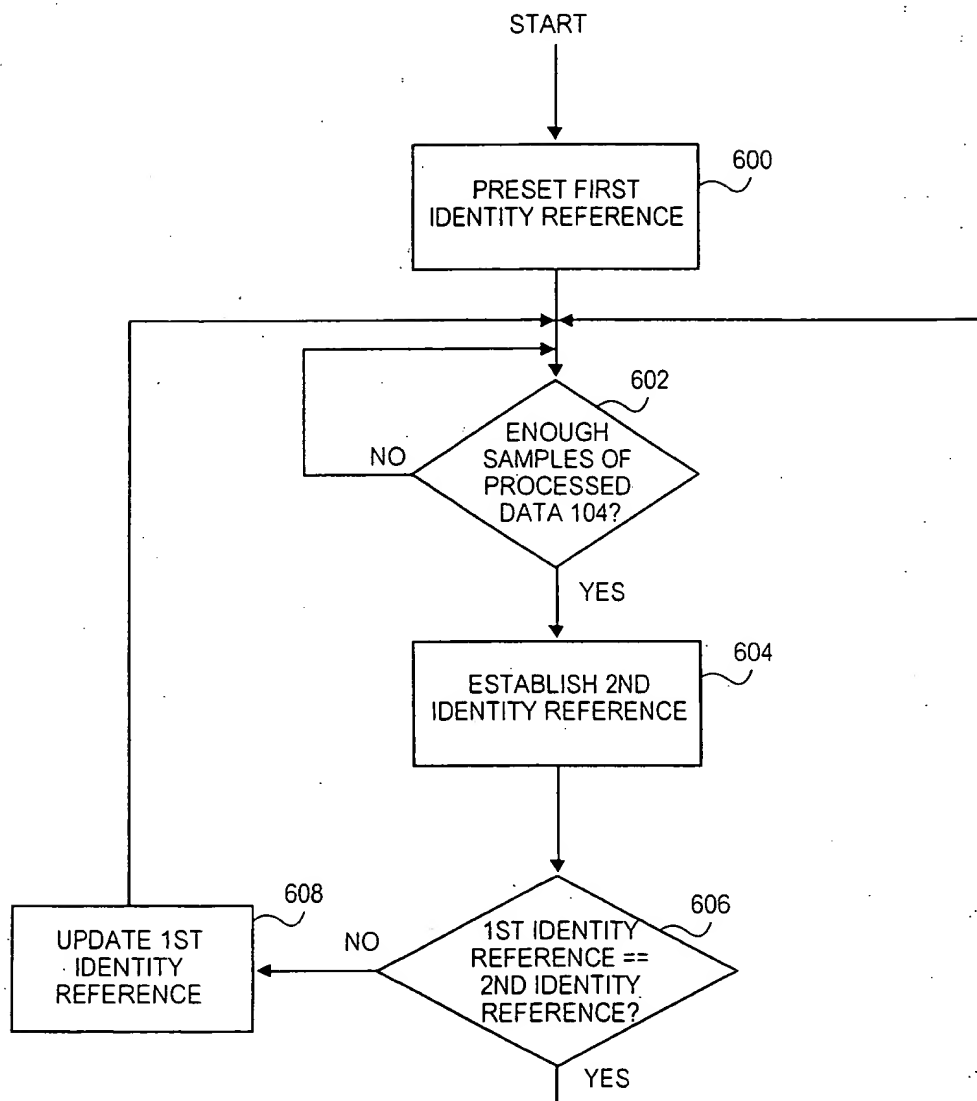 START
600
PRESET FIRST
IDENTITY REFERENCE
602
ENOUGH
SAMPLES OF
PROCESSED
DATA 104?
NO
YES
604
ESTABLISH 2ND
IDENTITY REFERENCE
606
1ST IDENTITY
REFERENCE ==
2ND IDENTITY
REFERENCE?
NO
608
UPDATE 1ST
IDENTITY
REFERENCE
YES